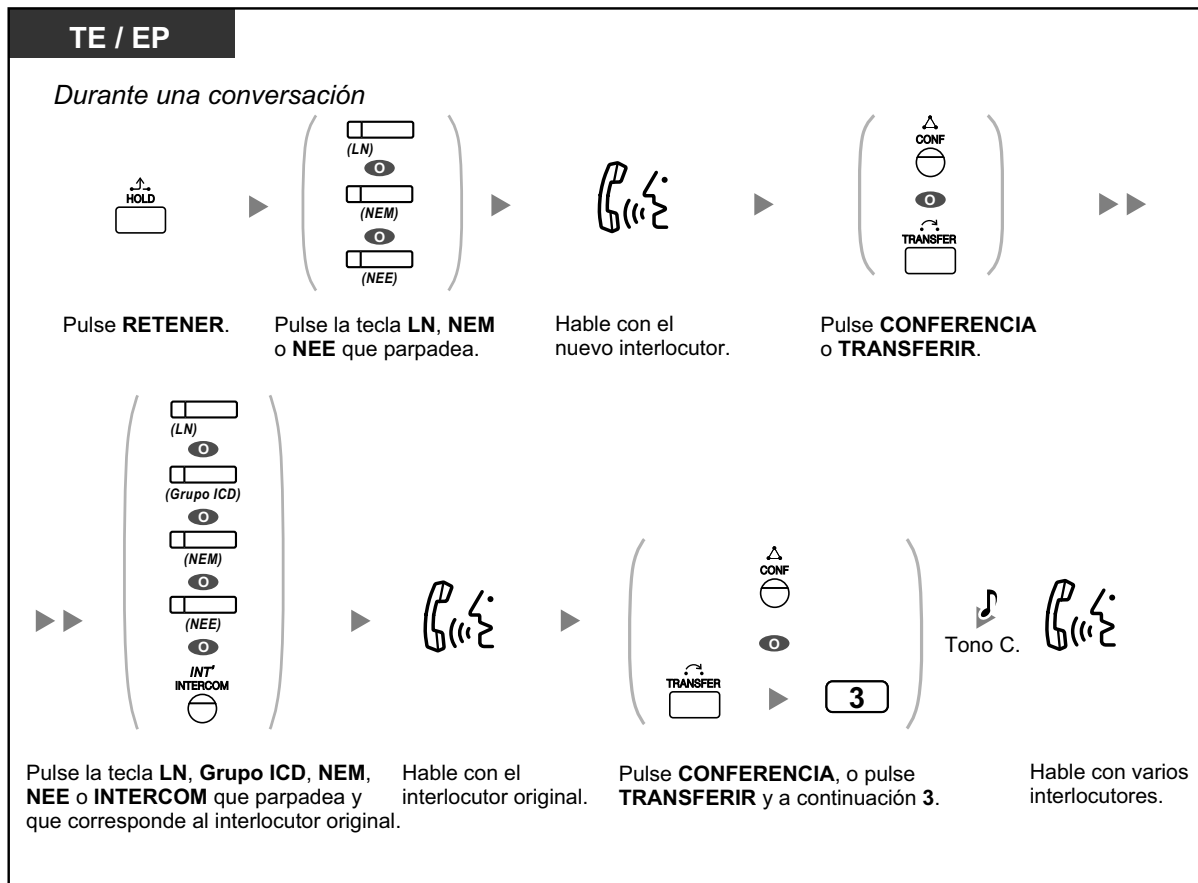 TE / EP
Durante una conversación
HOLD
(LN)
O
(NEM)
O
(NEE)
CONF
O
TRANSFER
Pulse RETENER.
Pulse la tecla LN, NEM
o NEE que parpadea.
Hable con el
nuevo interlocutor.
Pulse CONFERENCIA
o TRANSFERIR.
(LN)
O
(Grupo ICD)
O
(NEM)
O
(NEE)
O
INT'
INTERCOM
CONF
O
TRANSFER
3
Tono C.
Pulse la tecla LN, Grupo ICD, NEM,
NEE o INTERCOM que parpadea y
que corresponde al interlocutor original.
Hable con el
interlocutor original.
Pulse CONFERENCIA, o pulse
TRANSFERIR y a continuación 3.
Hable con varios
interlocutores.